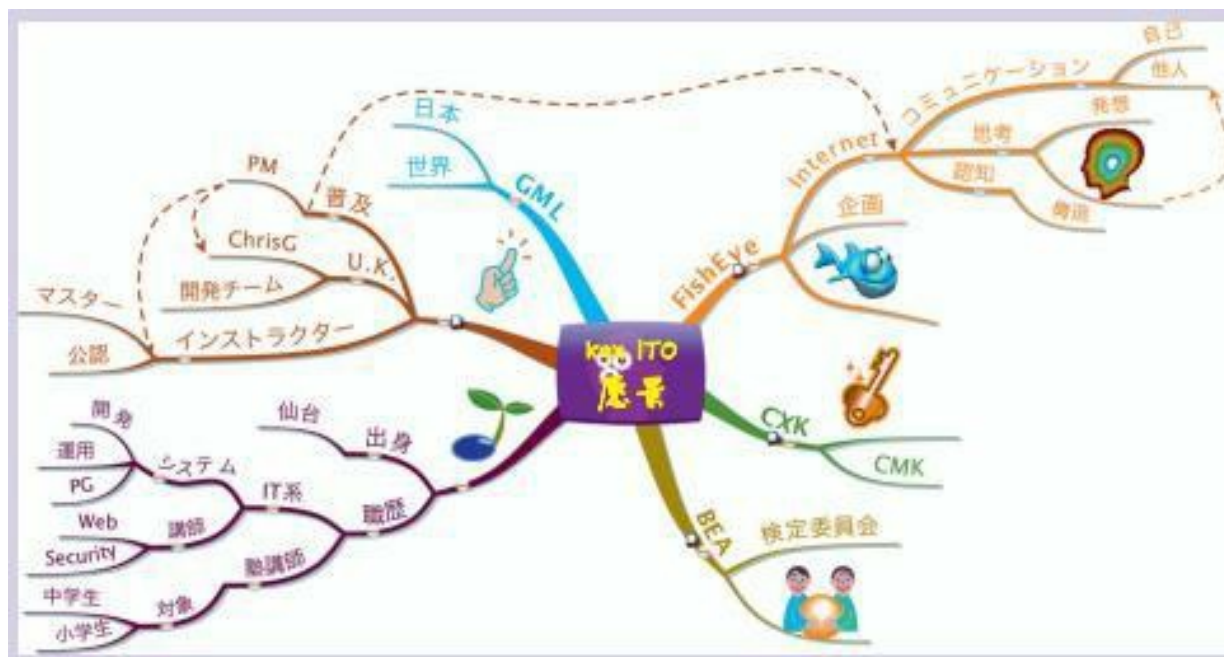 ITO
FishEye
Internet
コミュニケーション
自己
他人
思考
発想
認知
企画
CXK
CMK
BEA
検定委員会
出身
仙台
職歴
IT系
システム
開発
運用
PG
講師
Web
Security
塾講師
対象
中学生
小学生
普及
PM
U.K.
ChrisG
開発チーム
インストラクター
マスター
公認
GML
日本
世界